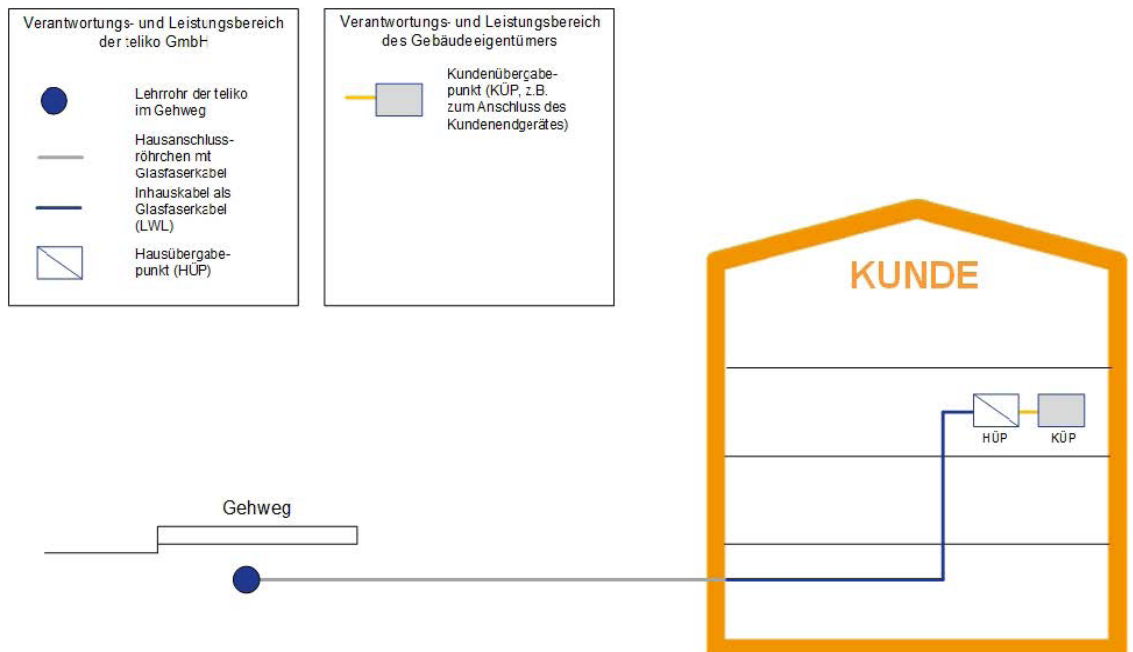 Verantwortungs- und Leistungsbereich
der teliko GmbH
Lehrrohr der teliko
im Gehweg
Hausanschluss-
röhrchen mt
Glasfaserkabel
Inhauskabel als
Glasfaserkabel
(LWL)
Hausübergabe-
punkt (HÜP)
Verantwortungs- und Leistungsbereich
des Gebäudeeigentümers
Kundenübergabe-
punkt (KÜP, z.B.
zum Anschluss des
Kundenendgerätes)
KUNDE
HÜP
KÜP
Gehweg